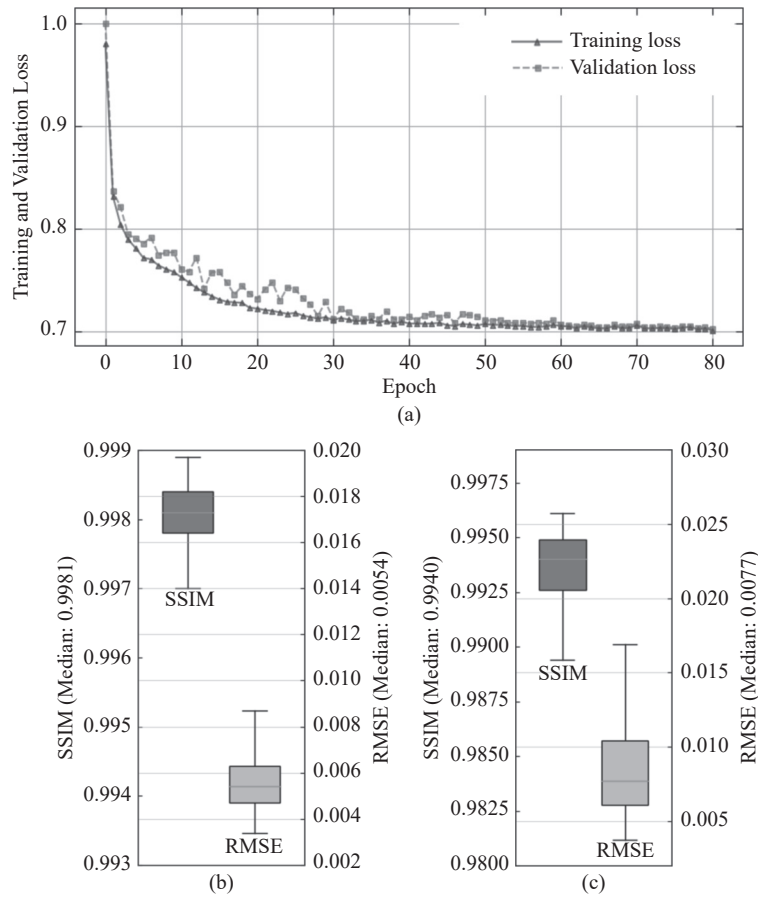 Training and Validation Loss
1.0
0.9
0.8
0.7
Training loss
Validation loss
0 10 20 30 40 50 60 70 80
Epoch
(a)
SSIM (Median: 0.9981)
0.999
0.998
0.997
0.996
0.995
0.994
0.993
SSIM
RMSE
0.020
0.018
0.016
0.014
0.012
0.010
0.008
0.006
0.004
0.002
RMSE (Median: 0.0054)
(b)
SSIM (Median: 0.9940)
0.9975
0.9950
0.9925
0.9900
0.9875
0.9850
0.9825
0.9800
SSIM
RMSE
0.030
0.025
0.020
0.015
0.010
0.005
RMSE (Median: 0.0077)
(c)